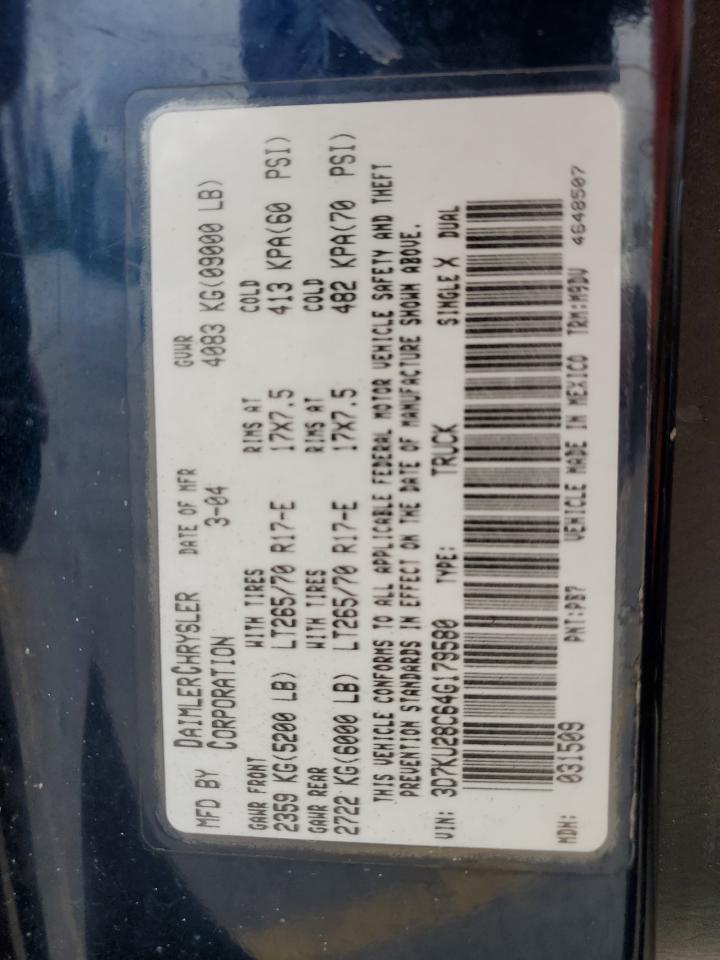 MFD BY DAIMLERCHRYSLER CORPORATION
DATE OF MFR 3-04
GVWR 4083 KG(09000 LB)
GAWR FRONT WITH TIRES RIMS AT COLD
2359 KG(5200 LB) LT265/70 R17-E 17X7.5 413 KPA(60 PSI)
GAWR REAR WITH TIRES RIMS AT COLD
2722 KG(6000 LB) LT265/70 R17-E 17X7.5 482 KPA(70 PSI)
THIS VEHICLE CONFORMS TO ALL APPLICABLE FEDERAL MOTOR VEHICLE SAFETY AND THEFT
PREVENTION STANDARDS IN EFFECT ON THE DATE OF MANUFACTURE SHOWN ABOVE.
VIN: 3D7KU28C64G179580 TYPE: TRUCK SINGLE X DUAL
MDH: 031509 PNT:PB7 VEHICLE MADE IN MEXICO TRM:M9DV 4648507